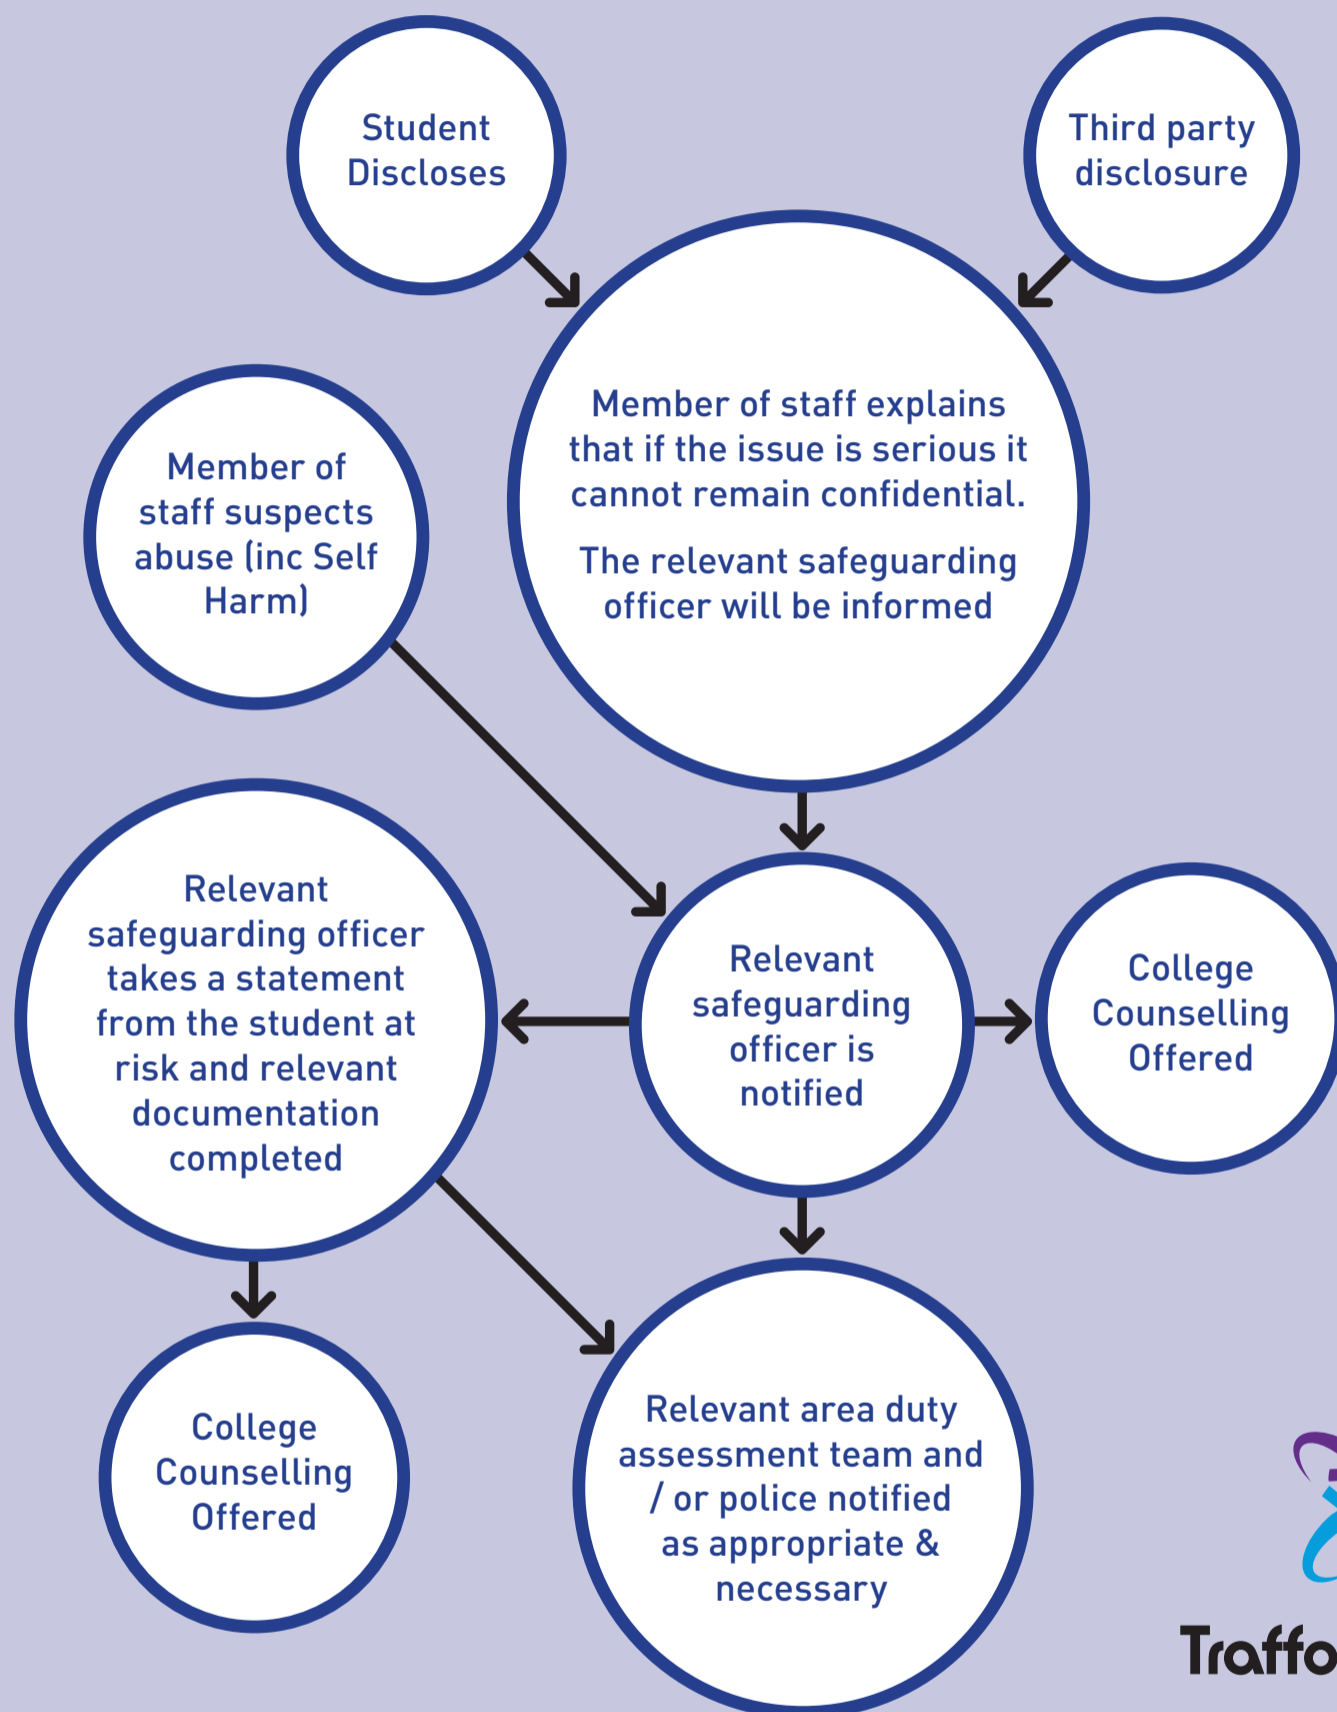 Student
Discloses
Third party
disclosure
Member of staff explains
that if the issue is serious it
cannot remain confidential.
The relevant safeguarding
officer will be informed
Member of
staff suspects
abuse (inc Self
Harm)
Relevant
safeguarding officer
takes a statement
from the student at
risk and relevant
documentation
completed
Relevant
safeguarding
officer is
notified
College
Counselling
Offered
College
Counselling
Offered
Relevant area duty
assessment team and
/ or police notified
as appropriate &
necessary
Traffo